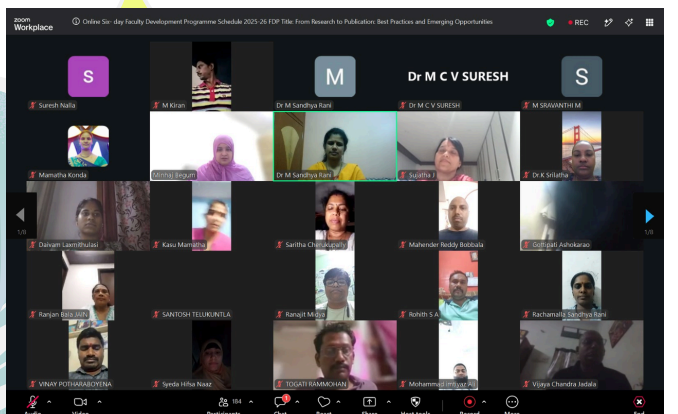 zoom
Workplace
Online Six- day Faculty Development Programme Schedule 2025-26 FDP Title: From Research to Publication: Best Practices and Emerging Opportunities
REC
S
M
Dr M C V SURESH
S
Suresh Nalla
M Kiran
Dr M Sandhya Rani
Dr M C V SURESH
M SRAVANTHI M
Mamatha Konda
Minhaj Begum
Dr M Sandhya Rani
Sujatha J
Dr.K Srilatha
1/8
1/8
Daivam Laxmithulasi
Kasu Mamatha
Saritha Cherukupally
Mahender Reddy Bobbala
Gottipati Ashokarao
Ranjan Bala JAIN
SANTOSH TELUKUNTLA
Ranajit Midya
Rohith S A
Rachamalla Sandhya Rani
VINAY POTHARABOYENA
Syeda Hifsa Naaz
TOGATI RAMMOHAN
Mohammad Imtiyaz Ali
Vijaya Chandra Jadala
184
1
Audio
Video
Participants
Chat
React
Share
Host tools
Record
More
End